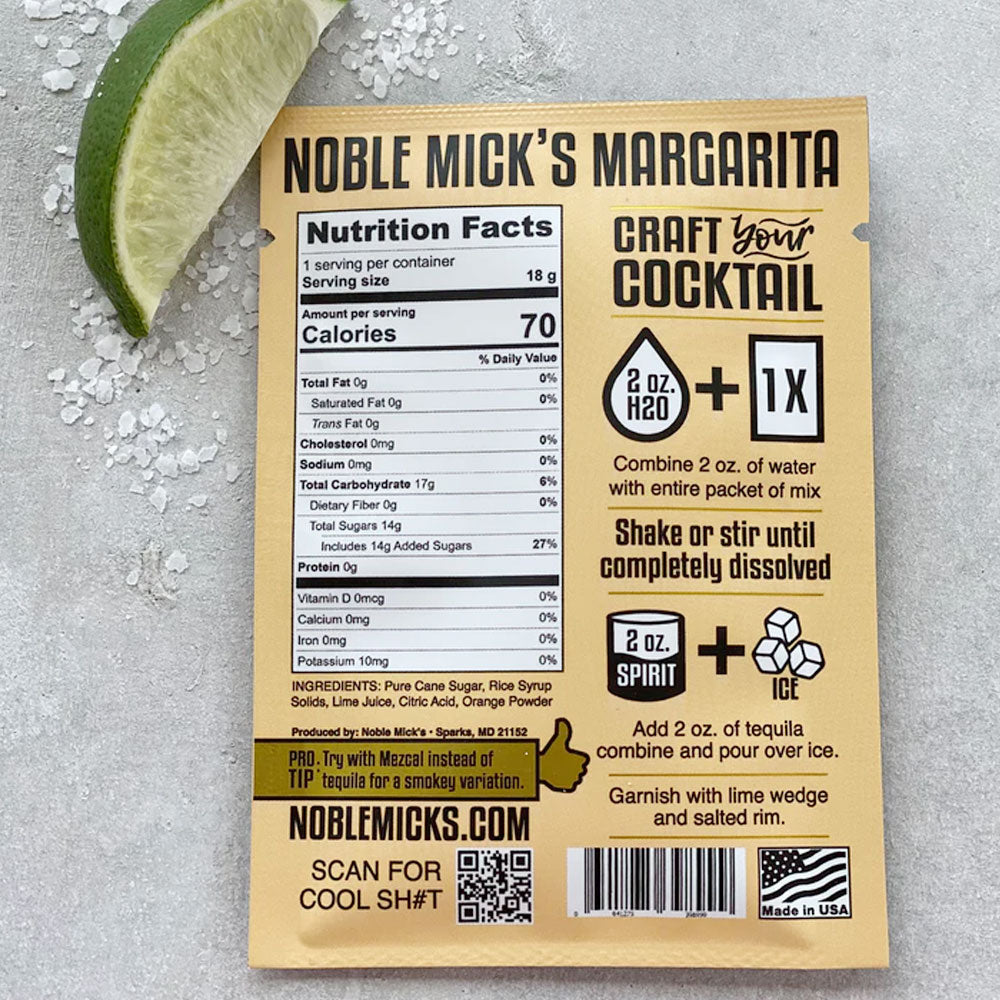 NOBLE MICK'S MARGARITA
Nutrition Facts
1 serving per container
Serving size 18 g
Amount per serving
Calories 70
% Daily Value
Total Fat 0g 0%
Saturated Fat 0g 0%
Trans Fat 0g
Cholesterol 0mg 0%
Sodium 0mg 0%
Total Carbohydrate 17g 6%
Dietary Fiber 0g 0%
Total Sugars 14g
Includes 14g Added Sugars 27%
Protein 0g
Vitamin D 0mcg 0%
Calcium 0mg 0%
Iron 0mg 0%
Potassium 10mg 0%
INGREDIENTS: Pure Cane Sugar, Rice Syrup
Solids, Lime Juice, Citric Acid, Orange Powder
Produced by: Noble Mick's • Sparks, MD 21152
PRO TIP: Try with Mezcal instead of
tequila for a smokey variation.
NOBLEMICKS.COM
SCAN FOR
COOL SH#T
CRAFT Your
COCKTAIL
2 oz.
H2O
+
1X
Combine 2 oz. of water
with entire packet of mix
Shake or stir until
completely dissolved
2 oz.
SPIRIT
+
ICE
Add 2 oz. of tequila
combine and pour over ice.
Garnish with lime wedge
and salted rim.
Made in USA